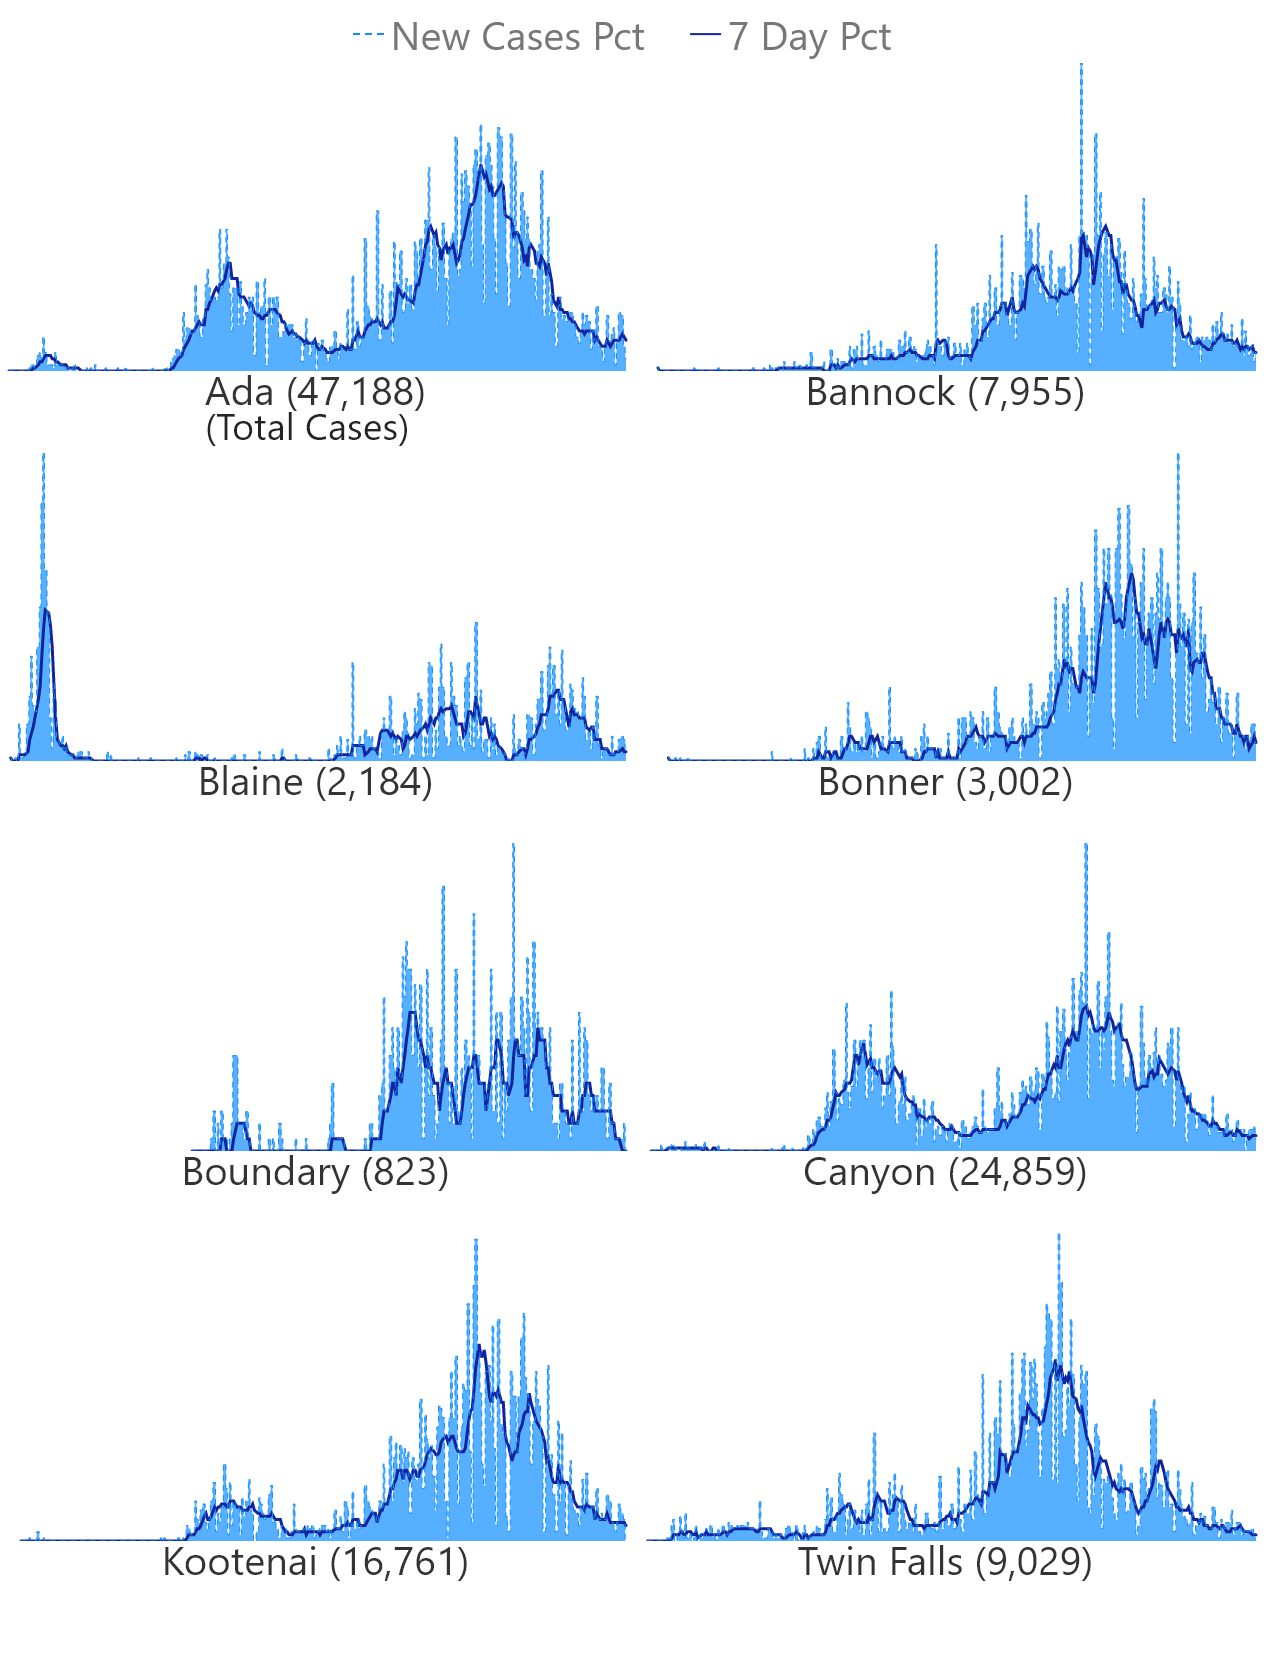 New Cases Pct 7 Day Pct
Ada (47,188)
(Total Cases)
Bannock (7,955)
Blaine (2,184)
Bonner (3,002)
Boundary (823)
Canyon (24,859)
Kootenai (16,761)
Twin Falls (9,029)